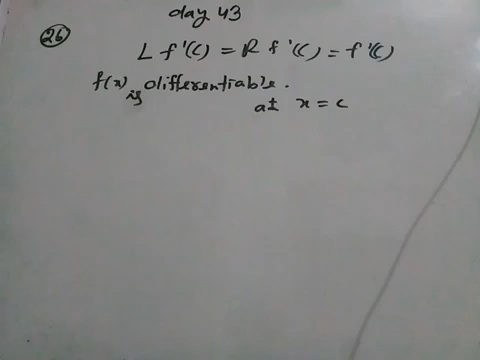 day 43
26
L f'(c) = R f'(c) = f'(c)
f(x) is differentiable.
at x = c